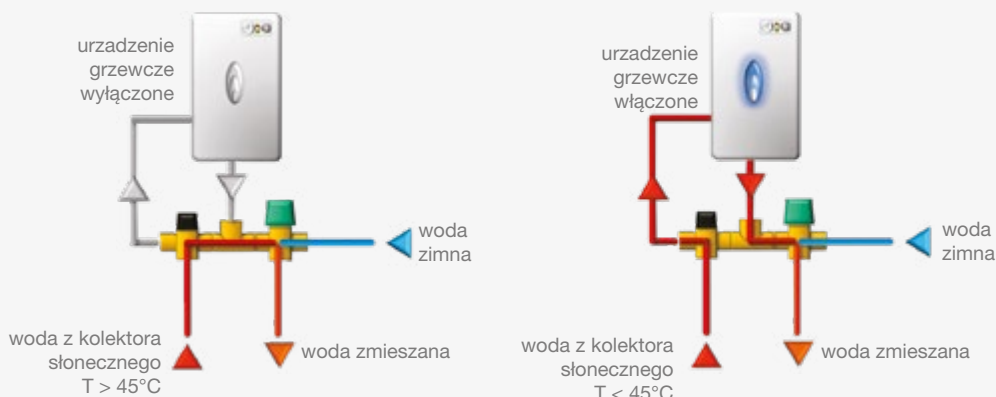 urzadzenie
grzewcze
wyłączone
woda
zimna
woda z kolektora
słonecznego
T > 45°C
woda zmieszana
urzadzenie
grzewcze
włączone
woda
zimna
woda z kolektora
słonecznego
T < 45°C
woda zmieszana